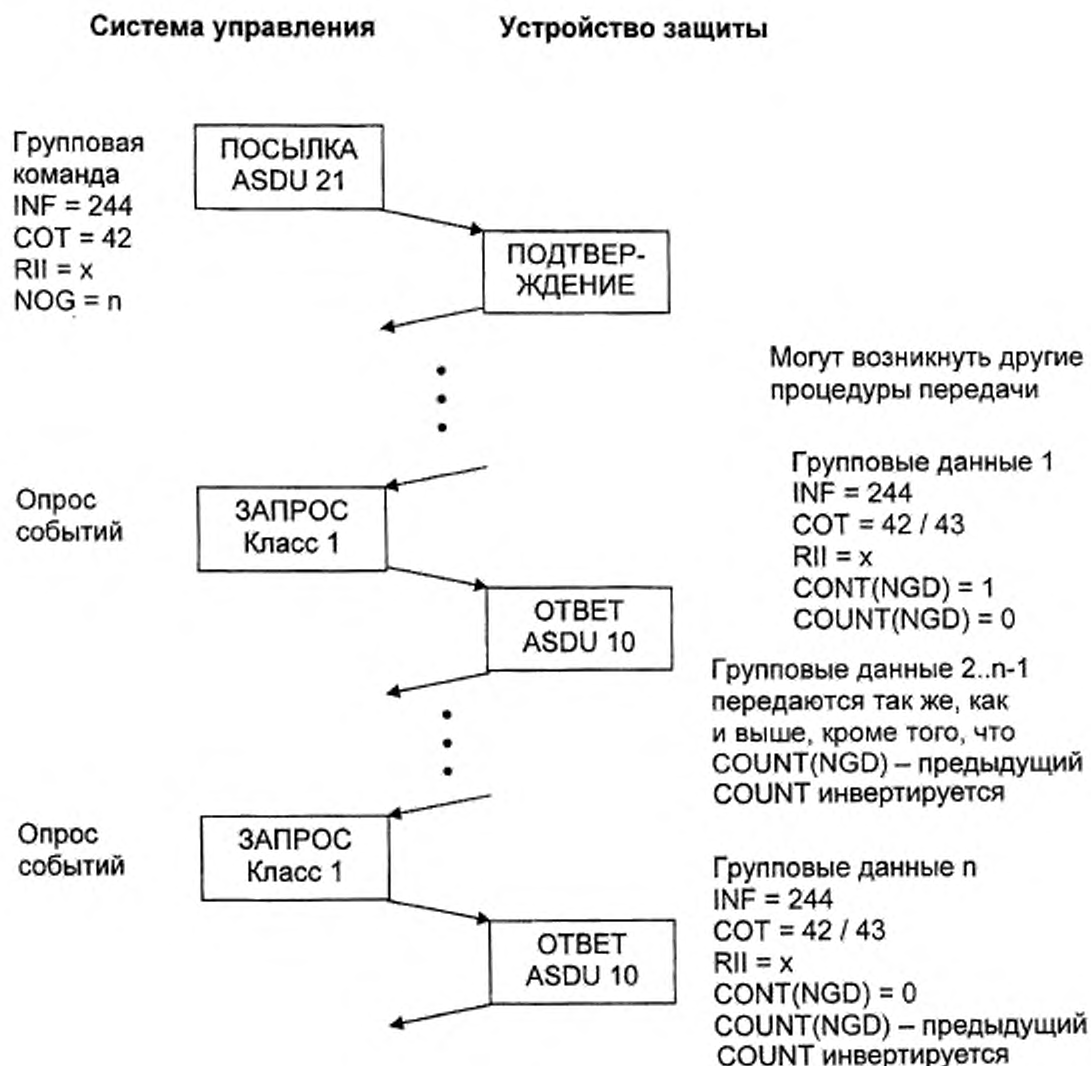 Система управления
Устройство защиты
Групповая
команда
INF = 244
COT = 42
RII = x
NOG = n
ПОСЫЛКА
ASDU 21
ПОДТВЕР-
ЖДЕНИЕ
Могут возникнуть другие
процедуры передачи
Опрос
событий
ЗАПРОС
Класс 1
Групповые данные 1
INF = 244
COT = 42 / 43
RII = x
CONT(NGD) = 1
COUNT(NGD) = 0
ОТВЕТ
ASDU 10
Групповые данные 2..n-1
передаются так же, как
и выше, кроме того, что
COUNT(NGD) – предыдущий
COUNT инвертируется
Опрос
событий
ЗАПРОС
Класс 1
Групповые данные n
INF = 244
COT = 42 / 43
RII = x
CONT(NGD) = 0
COUNT(NGD) – предыдущий
COUNT инвертируется
ОТВЕТ
ASDU 10